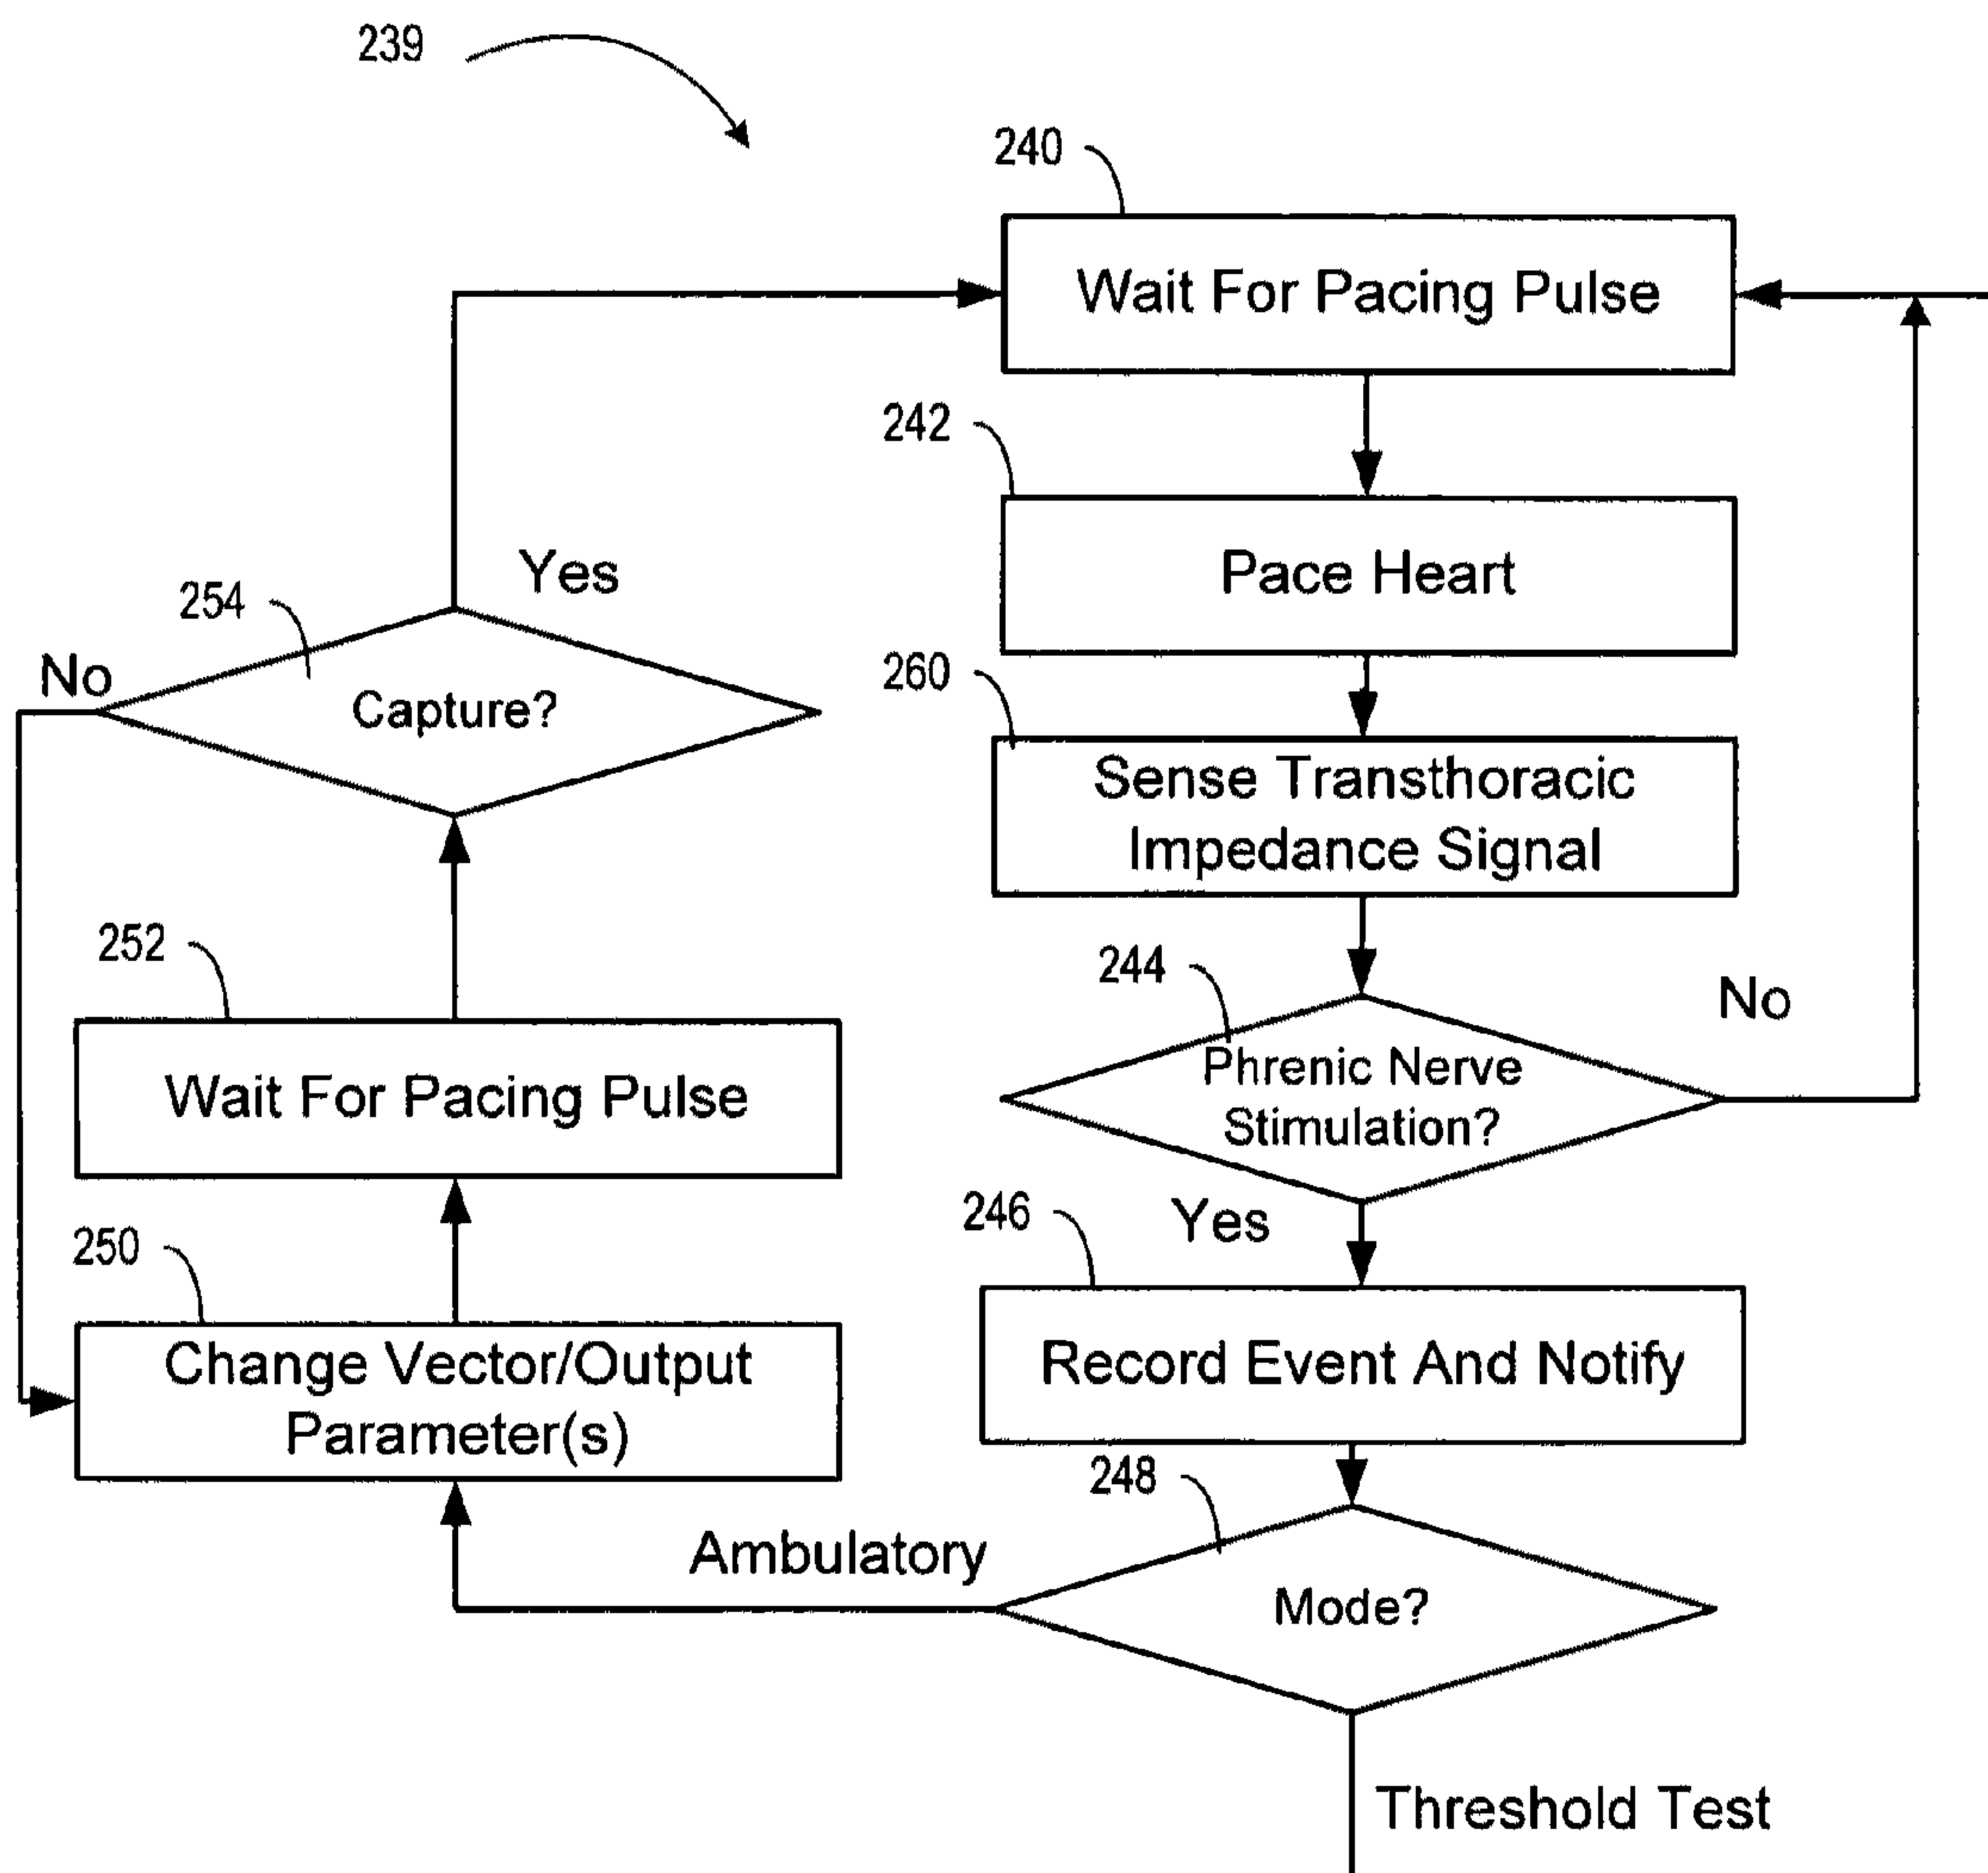 239
240
Wait For Pacing Pulse
242
Pace Heart
Yes
254
Capture?
No
260
Sense Transthoracic
Impedance Signal
252
Wait For Pacing Pulse
244
Phrenic Nerve
Stimulation?
No
Yes
246
Record Event And Notify
250
Change Vector/Output
Parameter(s)
248
Ambulatory
Mode?
Threshold Test